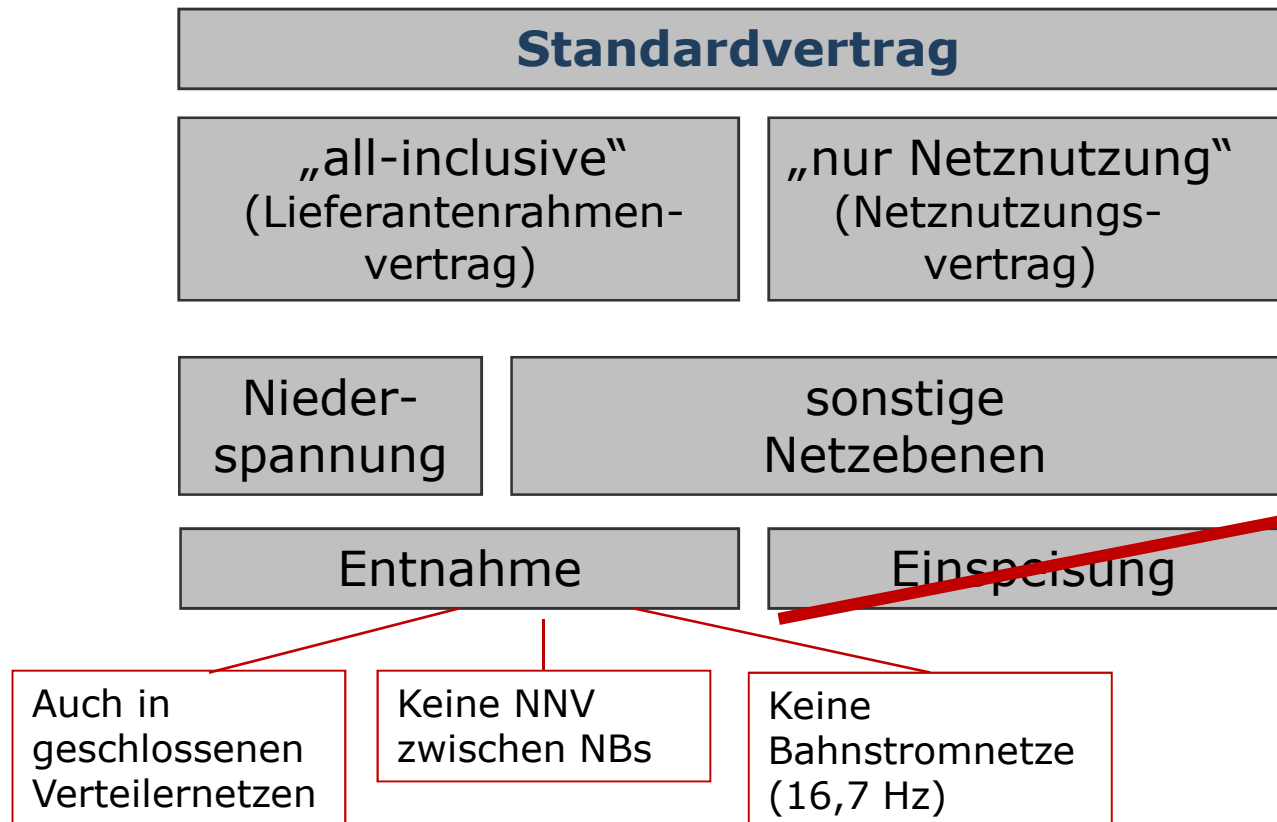 Standardvertrag
„all-inclusive“
(Lieferantenrahmen-
vertrag)
„nur Netznutzung“
(Netznutzungs-
vertrag)
Nieder-
spannung
sonstige
Netzebenen
Entnahme
Einspeisung
Auch in
geschlossenen
Verteilernetzen
Keine NNV
zwischen NBs
Keine
Bahnstromnetze
(16,7 Hz)